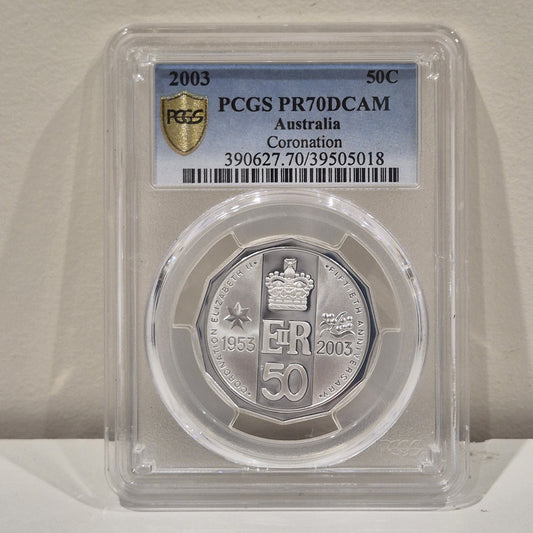 2003 50C
PCGS PCGS PR70DCAM
Australia
Coronation
390627.70/39505018
·CORONATION ELIZABETH II·
·FIFTIETH ANNIVERSARY·
1953 EIIR 2003
50
PCGS